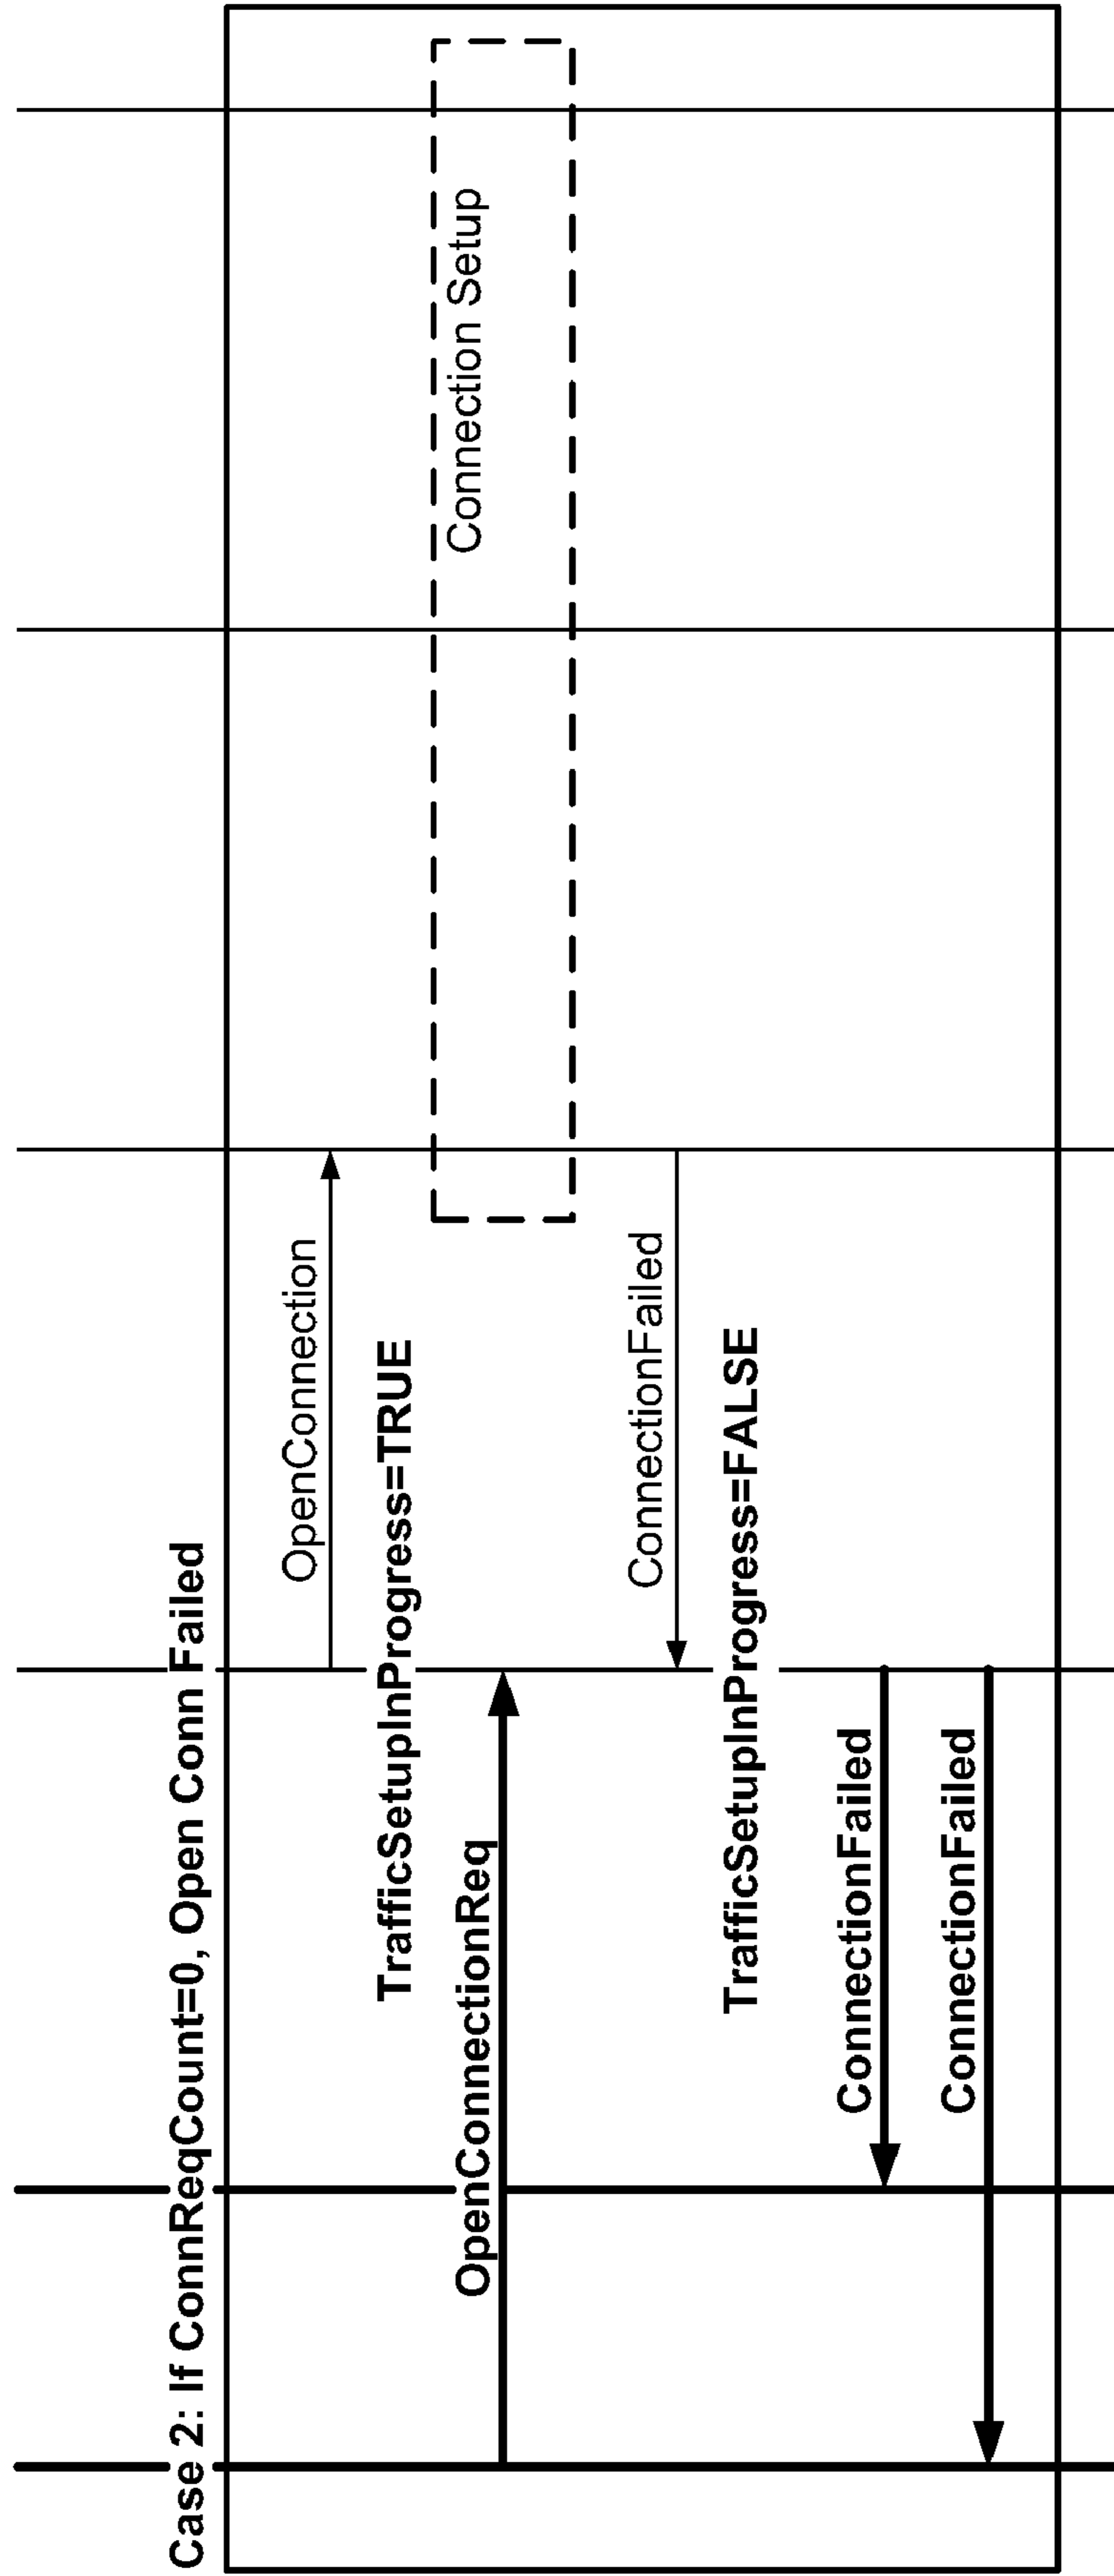 Case 2: If ConnReqCount=0, Open Conn Failed
OpenConnection
TrafficSetupInProgress=TRUE
Connection Setup
OpenConnectionReq
ConnectionFailed
TrafficSetupInProgress=FALSE
ConnectionFailed
ConnectionFailed